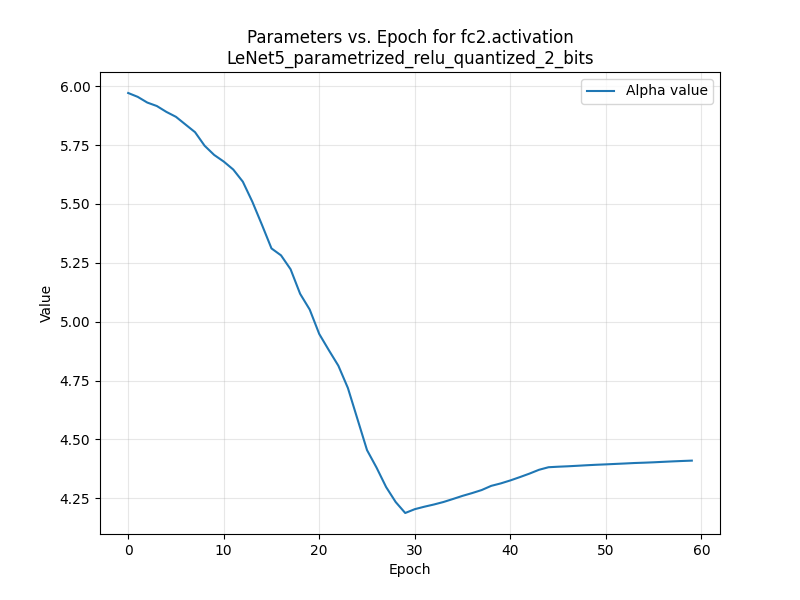 Parameters vs. Epoch for fc2.activation
LeNet5_parametrized_relu_quantized_2_bits
Alpha value
6.00
5.75
5.50
5.25
5.00
4.75
4.50
4.25
Value
0 10 20 30 40 50 60
Epoch